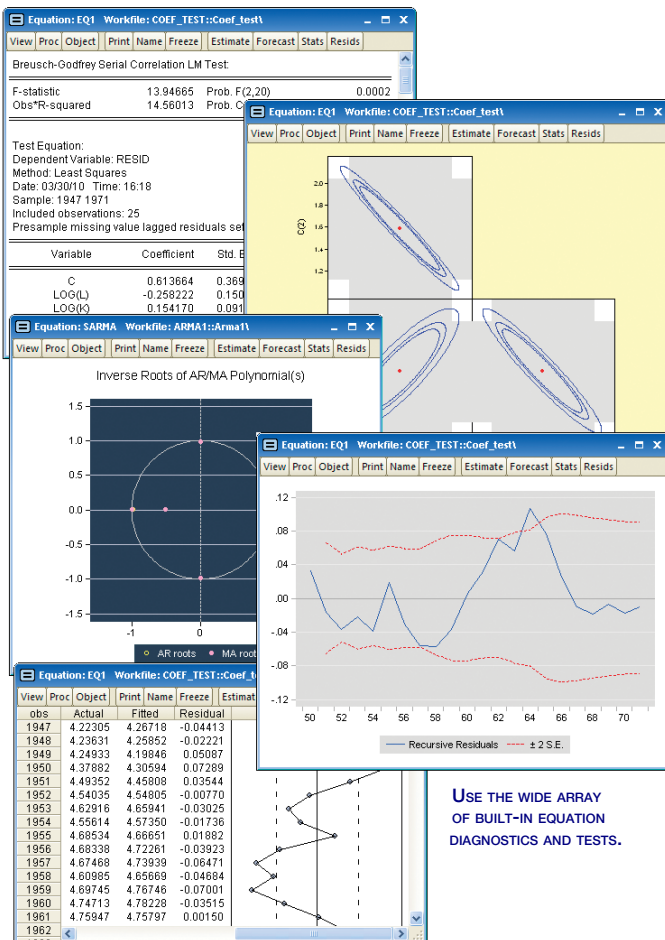 Equation: EQ1 Workfile: COEF_TEST::Coef_test\
View Proc Object Print Name Freeze Estimate Forecast Stats Resids
Breusch-Godfrey Serial Correlation LM Test:
F-statistic 13.94665 Prob. F(2,20) 0.0002
Obs*R-squared 14.56013 Prob.
Test Equation:
Dependent Variable: RESID
Method: Least Squares
Date: 03/30/10 Time: 16:18
Sample: 1947 1971
Included observations: 25
Presample missing value lagged residuals set
Variable Coefficient Std.
C 0.613664
LOG(L) -0.258222
LOG(K) 0.154170
Equation: EQ1 Workfile: COEF_TEST::Coef_test\
View Proc Object Print Name Freeze Estimate Forecast Stats Resids
2.0
1.8
1.6
1.4
1.2
C(2)
Equation: SARMA Workfile: ARMA1::Arma1\
View Proc Object Print Name Freeze Estimate Forecast Stats Resids
Inverse Roots of AR/MA Polynomial(s)
1.5
1.0
0.5
0.0
-0.5
-1.0
-1.5
-1 0
AR roots MA root
Equation: EQ1 Workfile: COEF_TEST::Coef_test\
View Proc Object Print Name Freeze Estimate Forecast Stats Resids
.12
.08
.04
.00
-.04
-.08
-.12
50 52 54 56 58 60 62 64 66 68 70
Recursive Residuals ± 2 S.E.
Equation: EQ1 Workfile: COEF_TEST::Coef_t
View Proc Object Print Name Freeze Estimat
obs Actual Fitted Residual
1947 4.22305 4.26718 -0.04413
1948 4.23631 4.25852 -0.02221
1949 4.24933 4.19846 0.05087
1950 4.37882 4.30594 0.07289
1951 4.49352 4.45808 0.03544
1952 4.54035 4.54805 -0.00770
1953 4.62916 4.65941 -0.03025
1954 4.55614 4.57350 -0.01736
1955 4.68534 4.66651 0.01882
1956 4.68338 4.72261 -0.03923
1957 4.67468 4.73939 -0.06471
1958 4.60985 4.65669 -0.04684
1959 4.69745 4.76746 -0.07001
1960 4.74713 4.78228 -0.03515
1961 4.75947 4.75797 0.00150
1962
USE THE WIDE ARRAY
OF BUILT-IN EQUATION
DIAGNOSTICS AND TESTS.